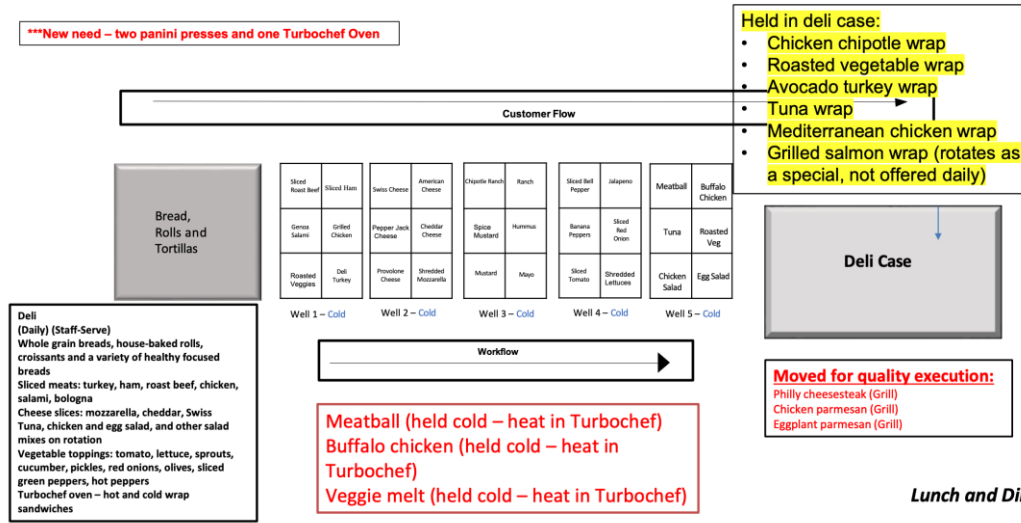 ***New need – two panini presses and one Turbochef Oven
Held in deli case:
• Chicken chipotle wrap
• Roasted vegetable wrap
• Avocado turkey wrap
• Tuna wrap
• Mediterranean chicken wrap
• Grilled salmon wrap (rotates as
a special, not offered daily)
Customer Flow
Bread,
Rolls and
Tortillas
Sliced
Roast Beef
Sliced Ham
Genoa
Salami
Grilled
Chicken
Roasted
Veggies
Deli
Turkey
Well 1 – Cold
Swiss Cheese
American
Cheese
Pepper Jack
Cheese
Cheddar
Cheese
Provolone
Cheese
Shredded
Mozzarella
Well 2 – Cold
Chipotle Ranch
Ranch
Spice
Mustard
Hummus
Mustard
Mayo
Well 3 – Cold
Sliced Bell
Pepper
Jalapeno
Banana
Peppers
Sliced
Red
Onion
Sliced
Tomato
Shredded
Lettuces
Well 4 – Cold
Meatball
Buffalo
Chicken
Tuna
Roasted
Veg
Chicken
Salad
Egg Salad
Well 5 – Cold
Deli Case
Workflow
Deli
(Daily) (Staff-Serve)
Whole grain breads, house-baked rolls,
croissants and a variety of healthy focused
breads
Sliced meats: turkey, ham, roast beef, chicken,
salami, bologna
Cheese slices: mozzarella, cheddar, Swiss
Tuna, chicken and egg salad, and other salad
mixes on rotation
Vegetable toppings: tomato, lettuce, sprouts,
cucumber, pickles, red onions, olives, sliced
green peppers, hot peppers
Turbochef oven – hot and cold wrap
sandwiches
Meatball (held cold – heat in Turbochef)
Buffalo chicken (held cold – heat in
Turbochef)
Veggie melt (held cold – heat in Turbochef)
Moved for quality execution:
Philly cheesesteak (Grill)
Chicken parmesan (Grill)
Eggplant parmesan (Grill)
Lunch and Di